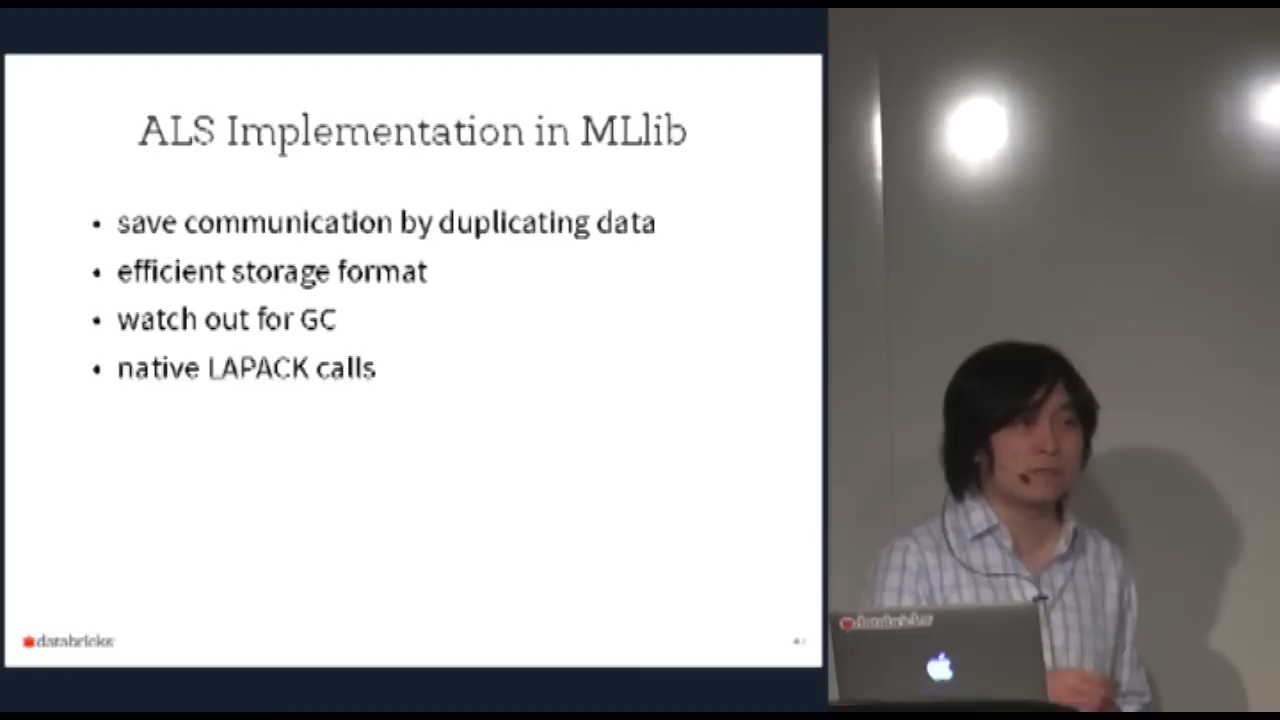 ALS Implementation in MLlib
• save communication by duplicating data
• efficient storage format
• watch out for GC
• native LAPACK calls
databricks
databricks